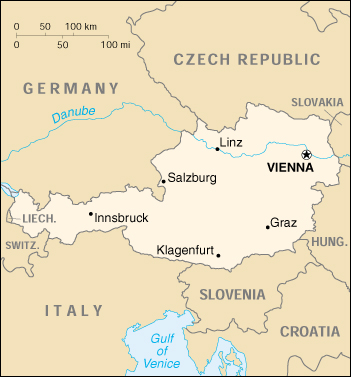 0 50 100 km
0 50 100 mi
CZECH REPUBLIC
GERMANY
Danube
SLOVAKIA
Linz
VIENNA
Salzburg
LIECH.
Innsbruck
Graz
SWITZ.
Klagenfurt
HUNG.
SLOVENIA
ITALY
CROATIA
Gulf
of
Venice